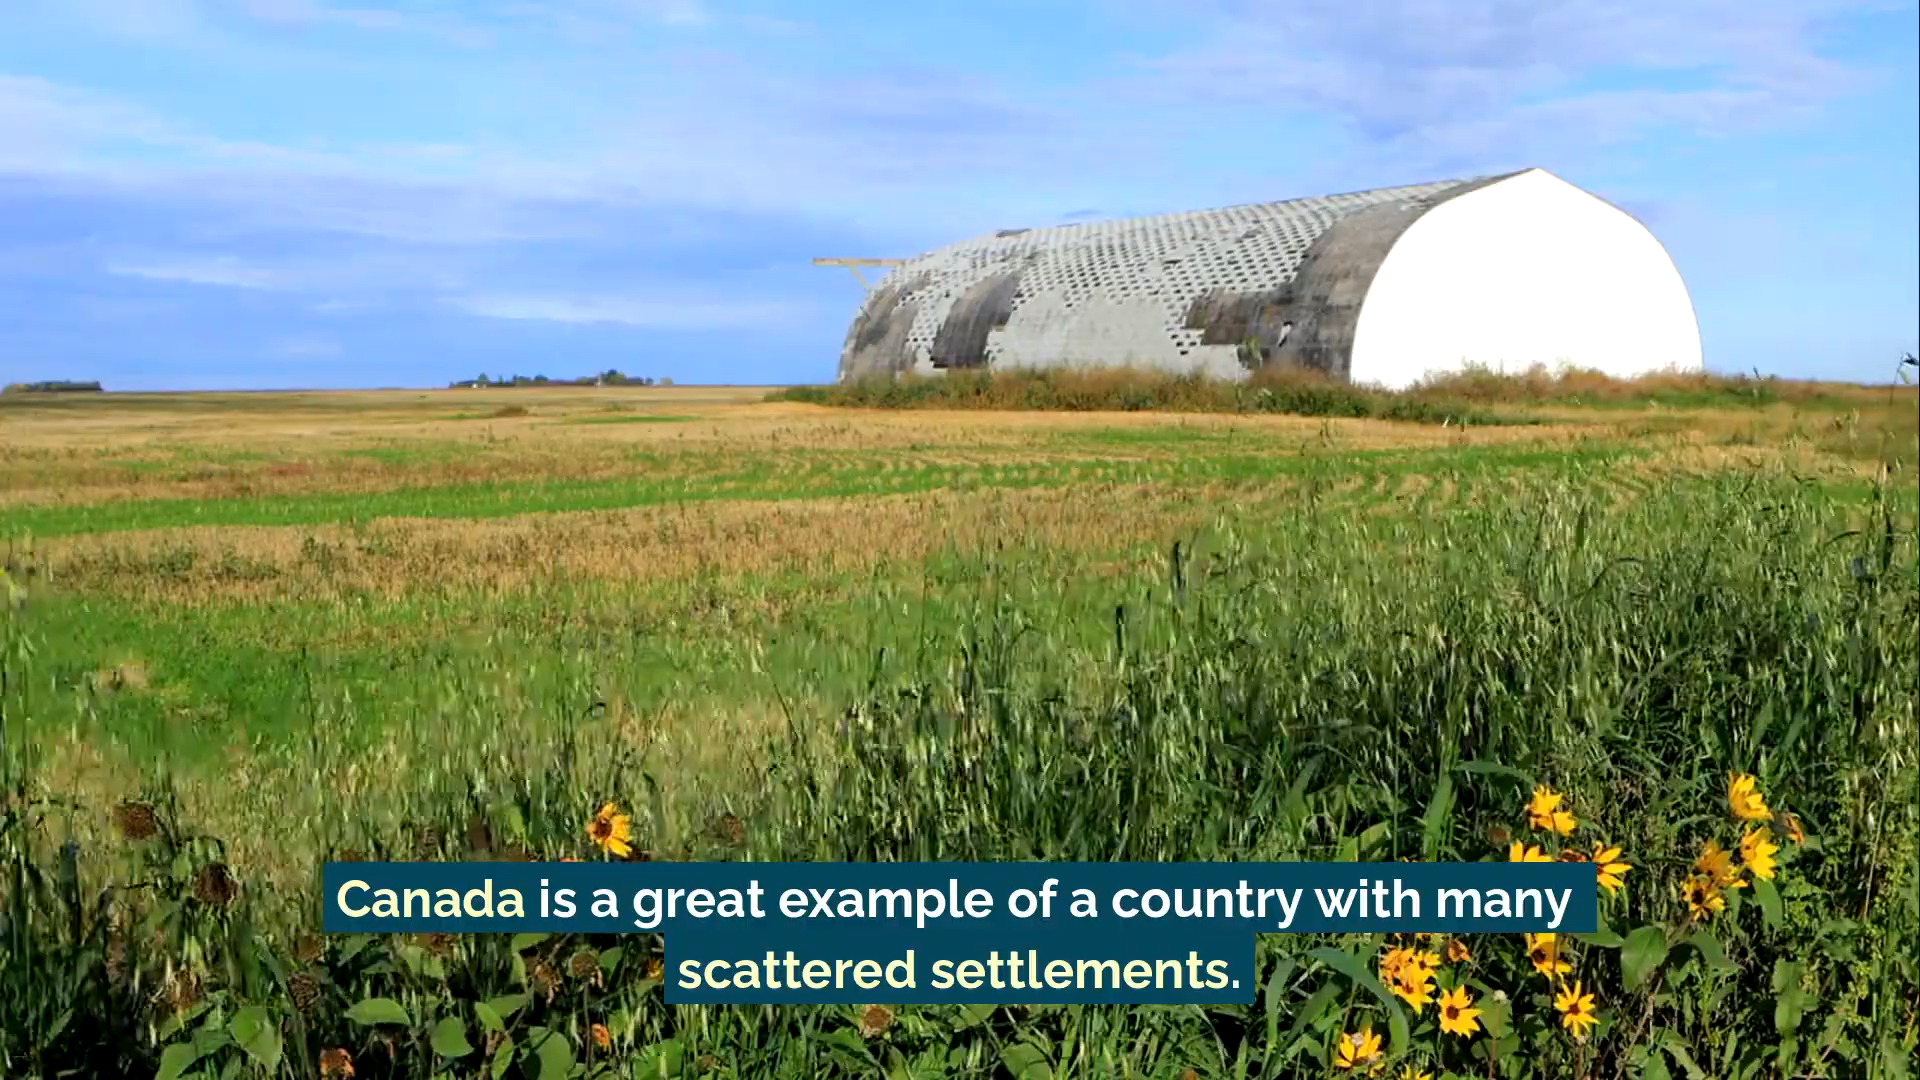 Canada is a great example of a country with many
scattered settlements.